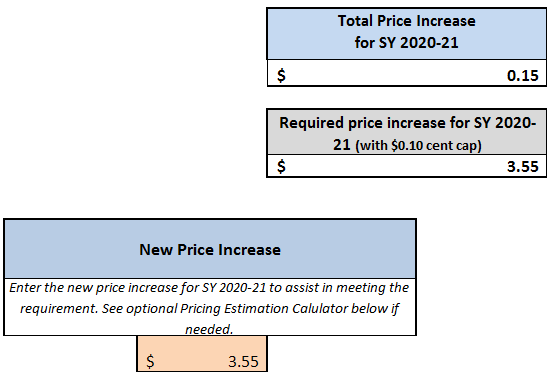 Total Price Increase
for SY 2020-21
$ 0.15
Required price increase for SY 2020-
21 (with $0.10 cent cap)
$ 3.55
New Price Increase
Enter the new price increase for SY 2020-21 to assist in meeting the
requirement. See optional Pricing Estimation Calulator below if
needed.
$ 3.55